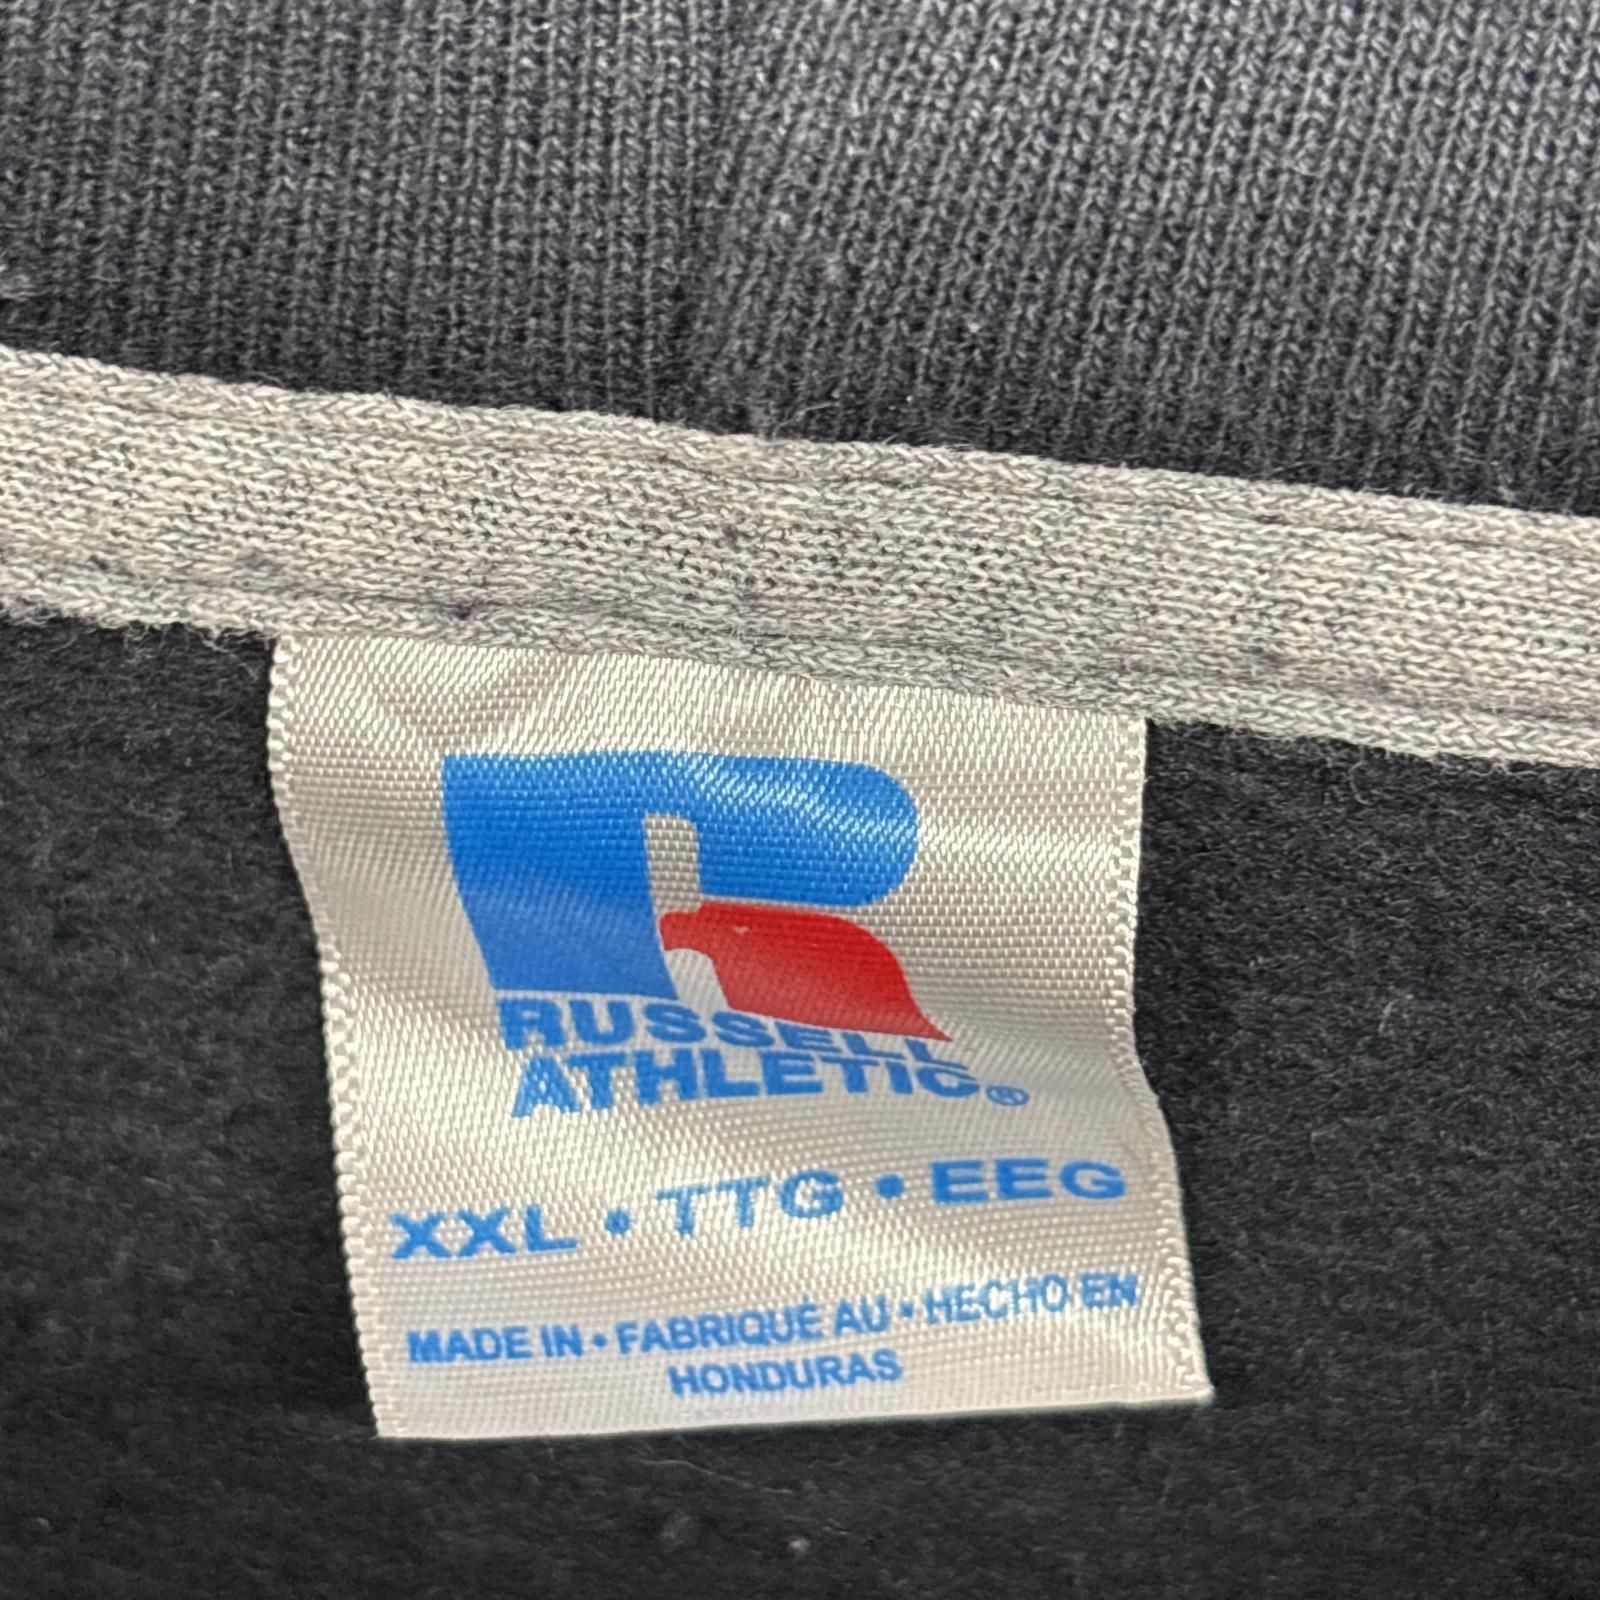 RUSSELL
ATHLETIC®
XXL • TTG • EEG
MADE IN • FABRIQUÉ AU • HECHO EN
HONDURAS